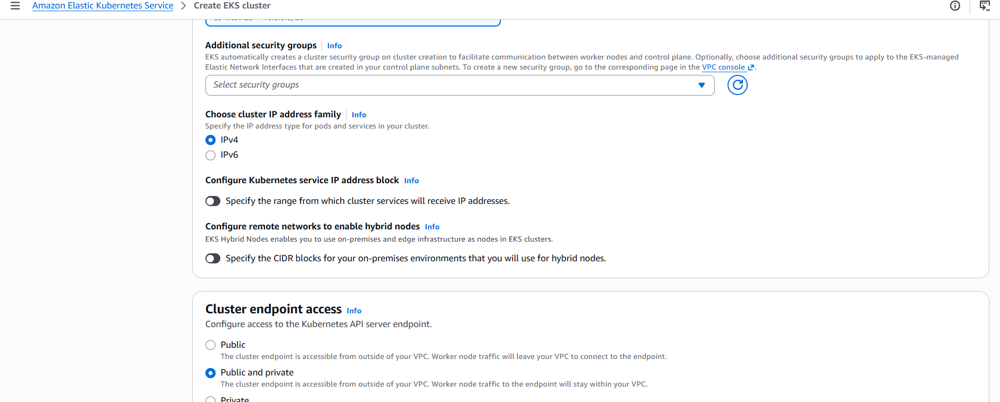 Amazon Elastic Kubernetes Service > Create EKS cluster
Additional security groups | Info
EKS automatically creates a cluster security group on cluster creation to facilitate communication between worker nodes and control plane. Optionally, choose additional security groups to apply to the EKS-managed
Elastic Network Interfaces that are created in your control plane subnets. To create a new security group, go to the corresponding page in the VPC console.
Select security groups
Choose cluster IP address family | Info
Specify the IP address type for pods and services in your cluster.
IPv4
IPv6
Configure Kubernetes service IP address block Info
Specify the range from which cluster services will receive IP addresses.
Configure remote networks to enable hybrid nodes Info
EKS Hybrid Nodes enables you to use on-premises and edge infrastructure as nodes in EKS clusters.
Specify the CIDR blocks for your on-premises environments that you will use for hybrid nodes.
Cluster endpoint access Info
Configure access to the Kubernetes API server endpoint.
Public
The cluster endpoint is accessible from outside of your VPC. Worker node traffic will leave your VPC to connect to the endpoint.
Public and private
The cluster endpoint is accessible from outside of your VPC. Worker node traffic to the endpoint will stay within your VPC.
Private